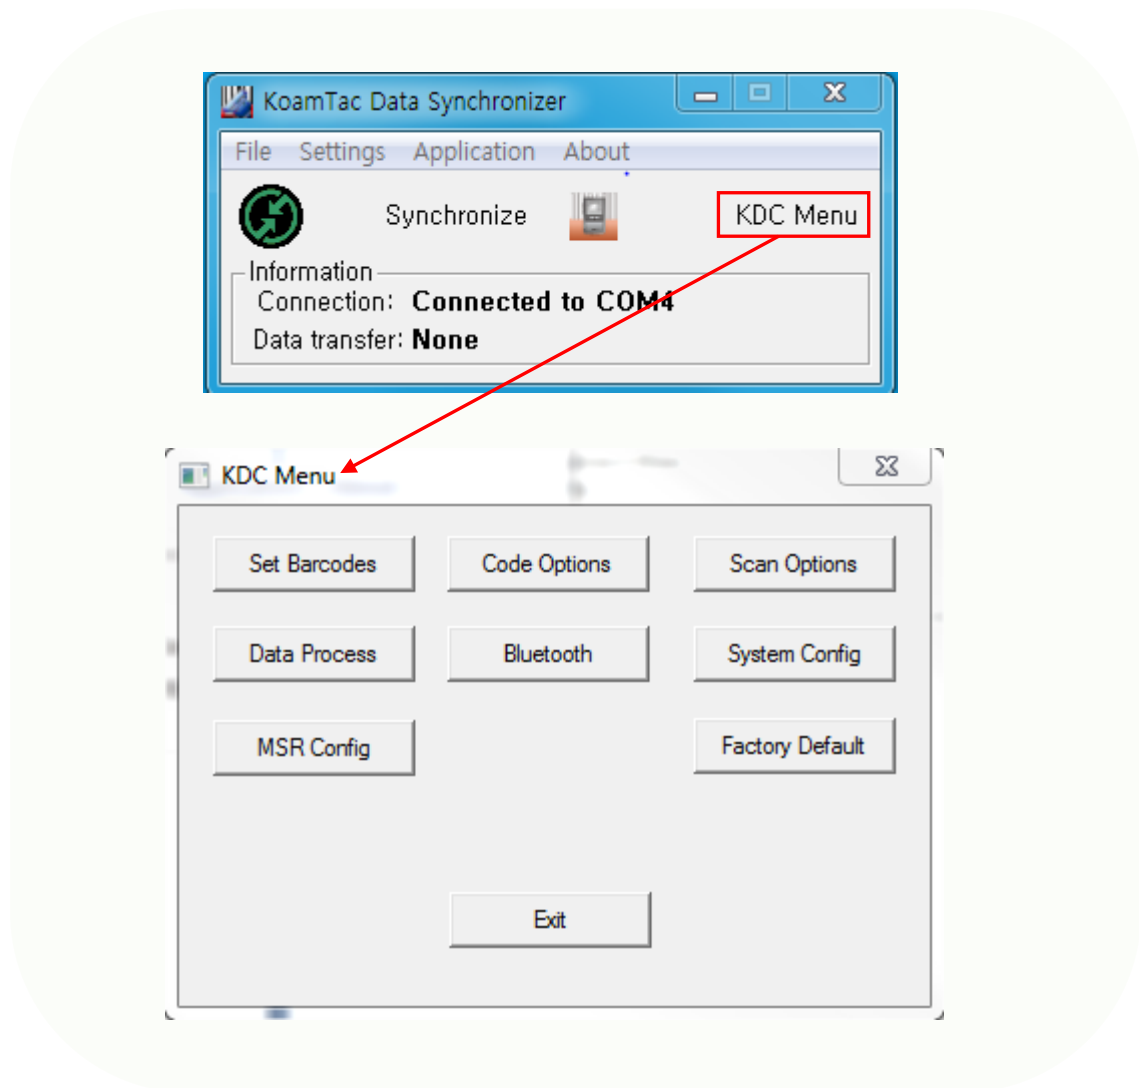 KoamTac Data Synchronizer
File Settings Application About
Synchronize KDC Menu
Information
Connection: Connected to COM4
Data transfer: None
KDC Menu
Set Barcodes Code Options Scan Options
Data Process Bluetooth System Config
MSR Config Factory Default
Exit